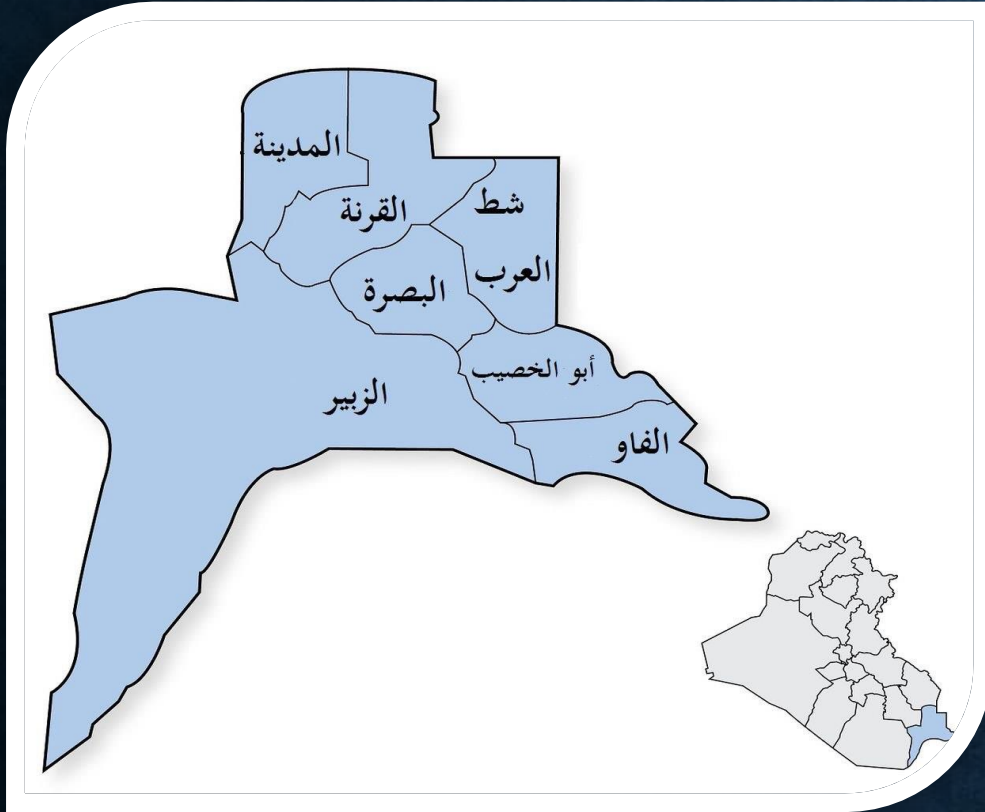 المدينة
القرنة
شط
العرب
البصرة
أبو الخصيب
الزبير
الفاو